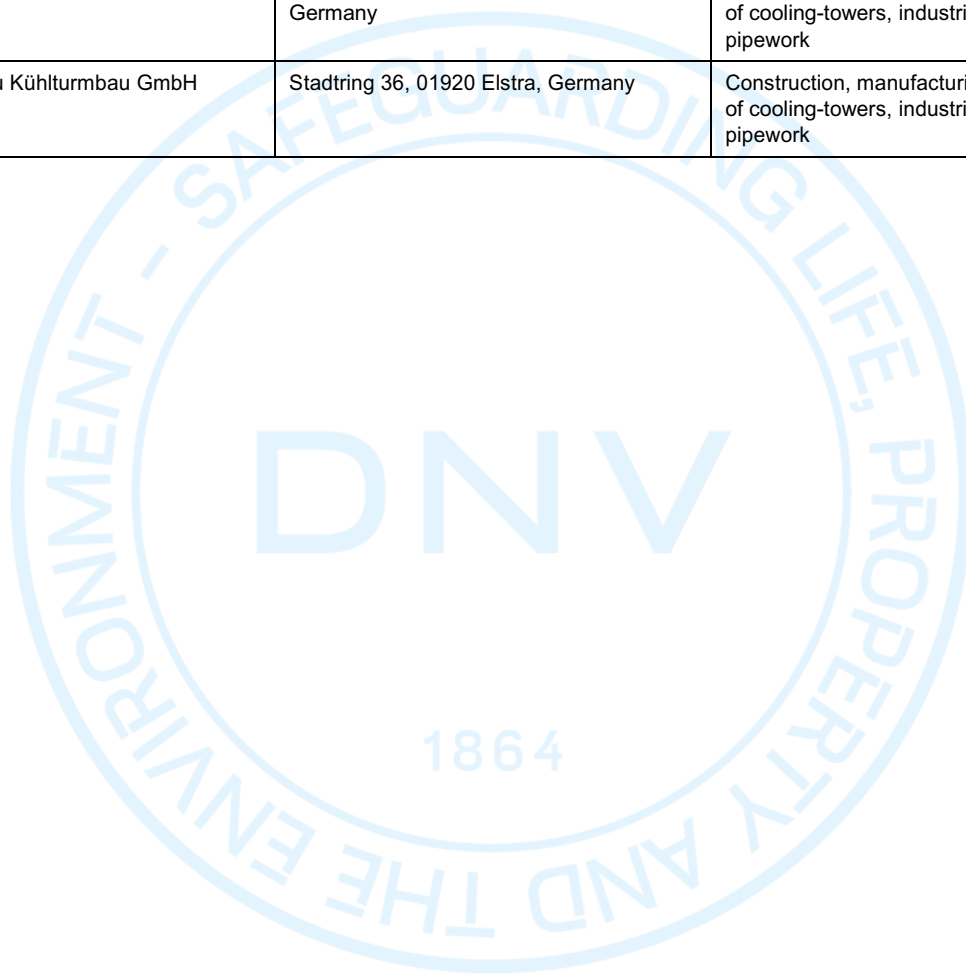 Germany
of cooling-towers, industri
pipework
u Kühlturmbau GmbH
Stadtring 36, 01920 Elstra, Germany
Construction, manufacturi
of cooling-towers, industri
pipework
SAFEGUARDING LIFE, PROPERTY AND THE ENVIRONMENT -
DNV
1864